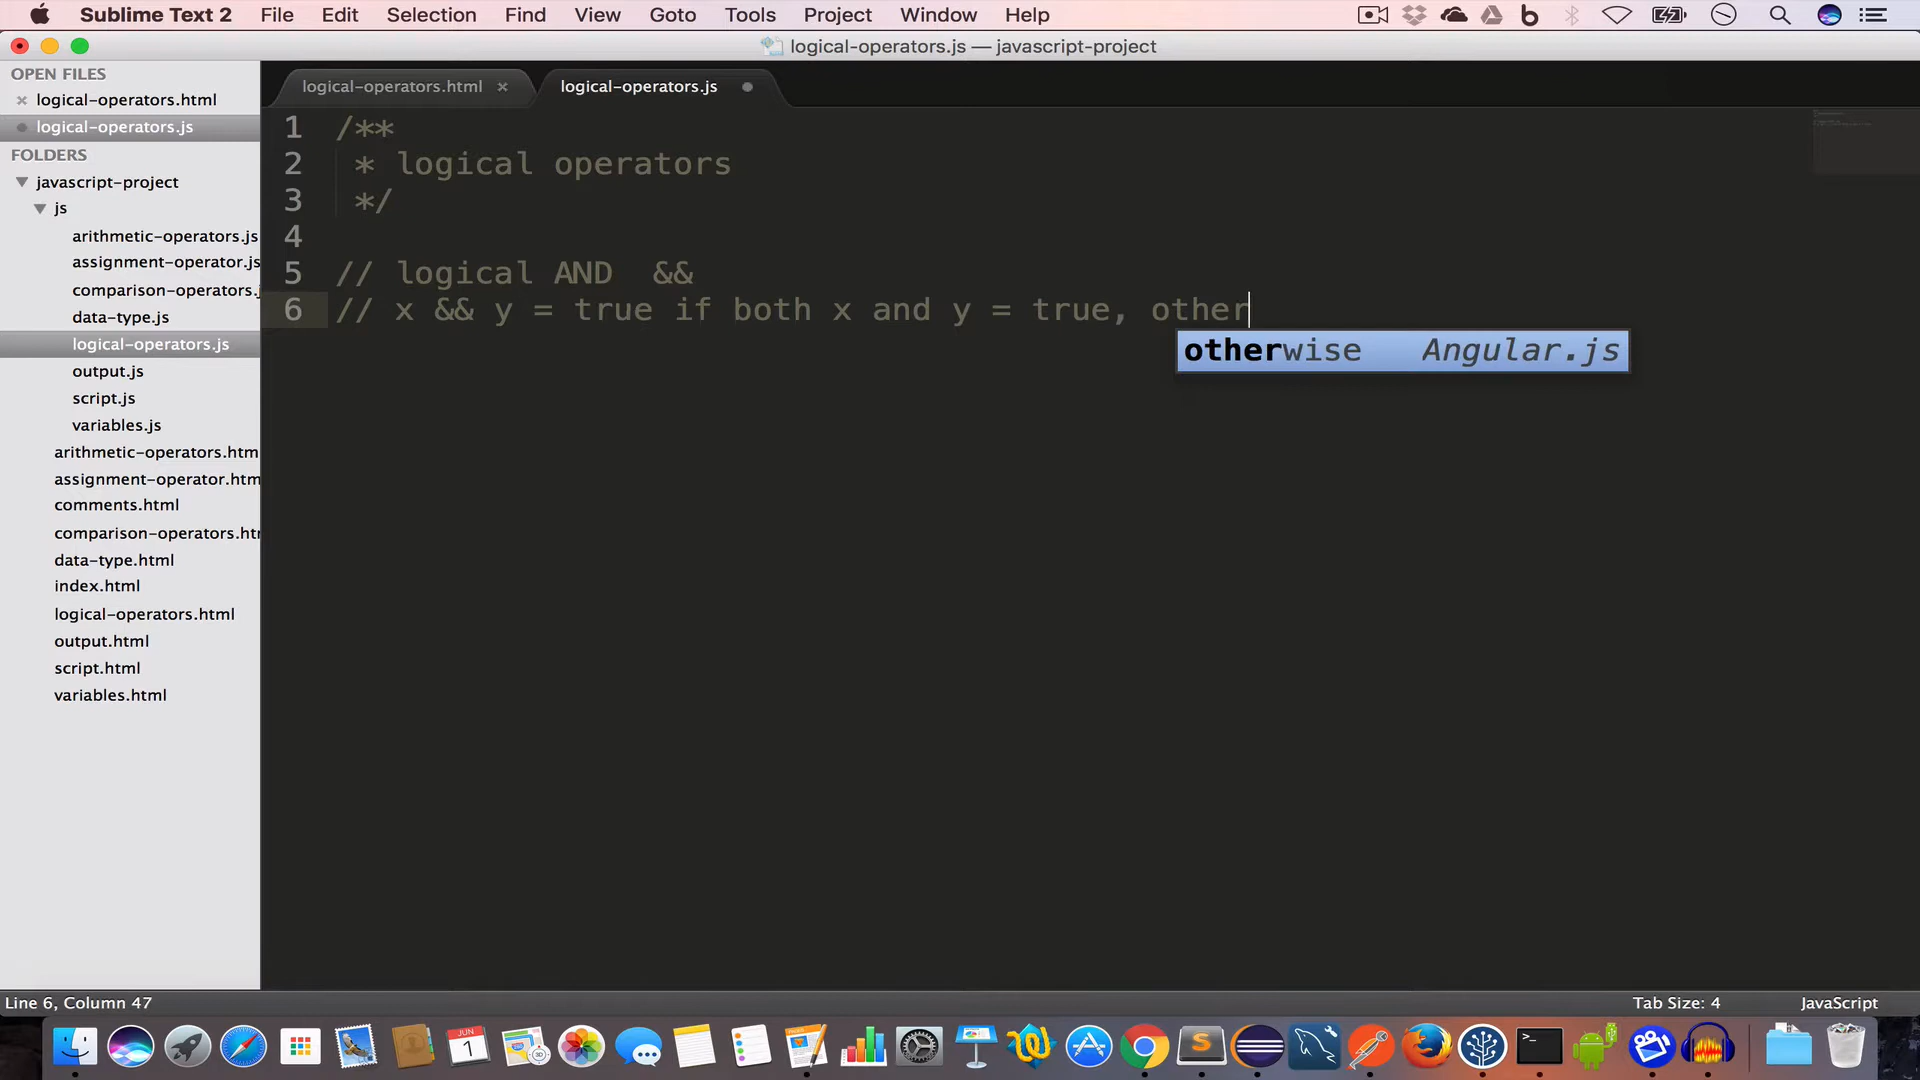 Sublime Text 2 File Edit Selection Find View Goto Tools Project Window Help
logical-operators.js — javascript-project
OPEN FILES
logical-operators.html
logical-operators.js
FOLDERS
javascript-project
js
arithmetic-operators.js
assignment-operator.js
comparison-operators.j
data-type.js
logical-operators.js
output.js
script.js
variables.js
arithmetic-operators.htm
assignment-operator.htm
comments.html
comparison-operators.htm
data-type.html
index.html
logical-operators.html
output.html
script.html
variables.html
logical-operators.html × logical-operators.js
1 /**
2 * logical operators
3 */
4
5 // logical AND  &&
6 // x && y = true if both x and y = true, other
otherwise Angular.js
Line 6, Column 47 Tab Size: 4 JavaScript
JUN
1